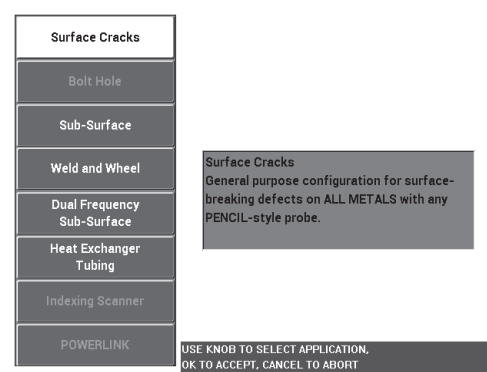 Surface Cracks
Bolt Hole
Sub-Surface
Weld and Wheel
Dual Frequency
Sub-Surface
Heat Exchanger
Tubing
Indexing Scanner
POWERLINK
Surface Cracks
General purpose configuration for surface-
breaking defects on ALL METALS with any
PENCIL-style probe.
USE KNOB TO SELECT APPLICATION,
OK TO ACCEPT, CANCEL TO ABORT